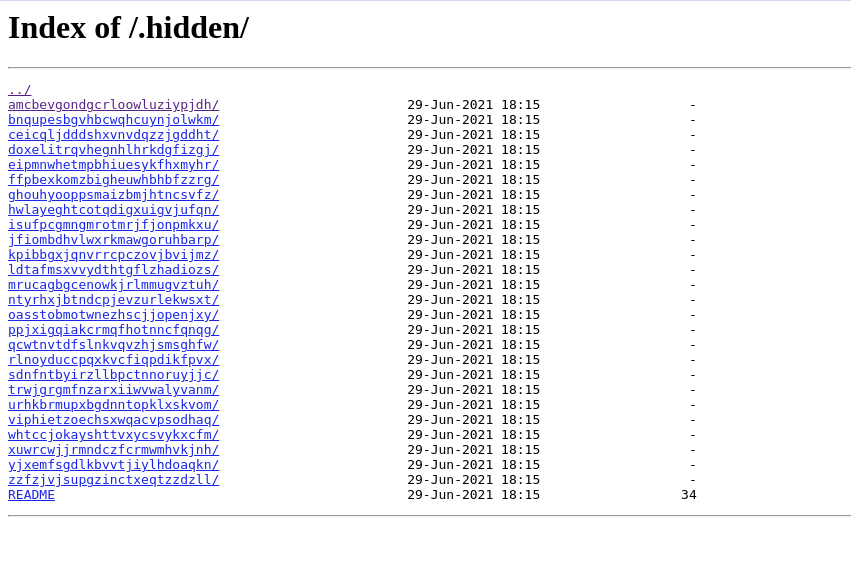 Index of /.hidden/
../
amcbevgondgcrloowluziypjdh/ 29-Jun-2021 18:15 -
bnqupesbgvhbcwqhcuynjolwkm/ 29-Jun-2021 18:15 -
ceicqljdddshxvnvdqzzjgddht/ 29-Jun-2021 18:15 -
doxelitrqvhegnhlhrkdgfizgj/ 29-Jun-2021 18:15 -
eipmnwhetmpbhiuesykfhxmyhr/ 29-Jun-2021 18:15 -
ffpbexkomzbigheuwhbhbfzzrg/ 29-Jun-2021 18:15 -
ghouhyooppsmaizbmjhtncsvfz/ 29-Jun-2021 18:15 -
hwlayeghtcotqdigxuigvjufqn/ 29-Jun-2021 18:15 -
isufpcgmngmrotmrjfjonpmkxu/ 29-Jun-2021 18:15 -
jfiombdhvlwxrkmawgoruhbarp/ 29-Jun-2021 18:15 -
kpibbgxjqnvrrcpczovjbvijmz/ 29-Jun-2021 18:15 -
ldtafmsxvvydthtgflzhadiozs/ 29-Jun-2021 18:15 -
mrucagbgcenowkjrlmmugvztuh/ 29-Jun-2021 18:15 -
ntyrhxjbtndcpjevzurlekwsxt/ 29-Jun-2021 18:15 -
oasstobmotwnezhscjjopenjxy/ 29-Jun-2021 18:15 -
ppjxigqiakcrmqfhotnncfqnqg/ 29-Jun-2021 18:15 -
qcwtnvtdfslnkvqvzhjsmsghfw/ 29-Jun-2021 18:15 -
rlnoyduccpqxkvcfiqpdikfpvx/ 29-Jun-2021 18:15 -
sdnfntbyirzllbpctnnoruyjjc/ 29-Jun-2021 18:15 -
trwjgrgmfnzarxiiwvwalyvanm/ 29-Jun-2021 18:15 -
urhkbrmupxbgdnntopklxskvom/ 29-Jun-2021 18:15 -
viphietzoechsxwqacvpsodhaq/ 29-Jun-2021 18:15 -
whtccjokayshttvxycsvykxcfm/ 29-Jun-2021 18:15 -
xuwrcwjjrmndczfcrmwmhvkjnh/ 29-Jun-2021 18:15 -
yjxemfsgdlkbvvtjiylhdoaqkn/ 29-Jun-2021 18:15 -
zzfzjvjsupgzinctxeqtzzdzll/ 29-Jun-2021 18:15 -
README 29-Jun-2021 18:15 34